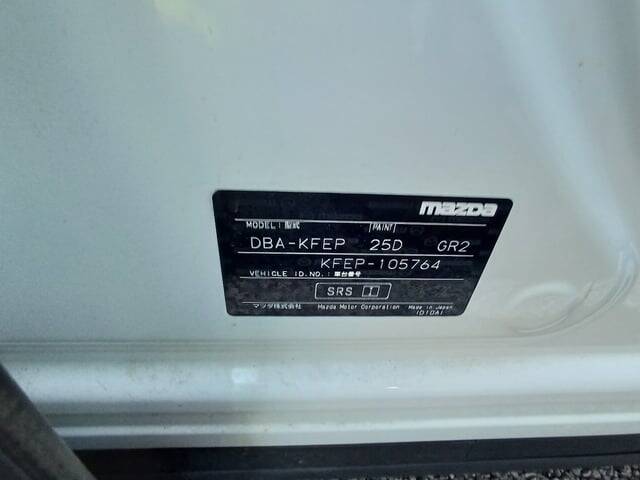 mazda
MODEL:型式 PAINT
DBA-KFEP 25D GR2
KFEP-105764
VEHICLE ID.NO.:車台番号
SRS
マツダ株式会社 Mazda Motor Corporation Made in Japan
ID10A1